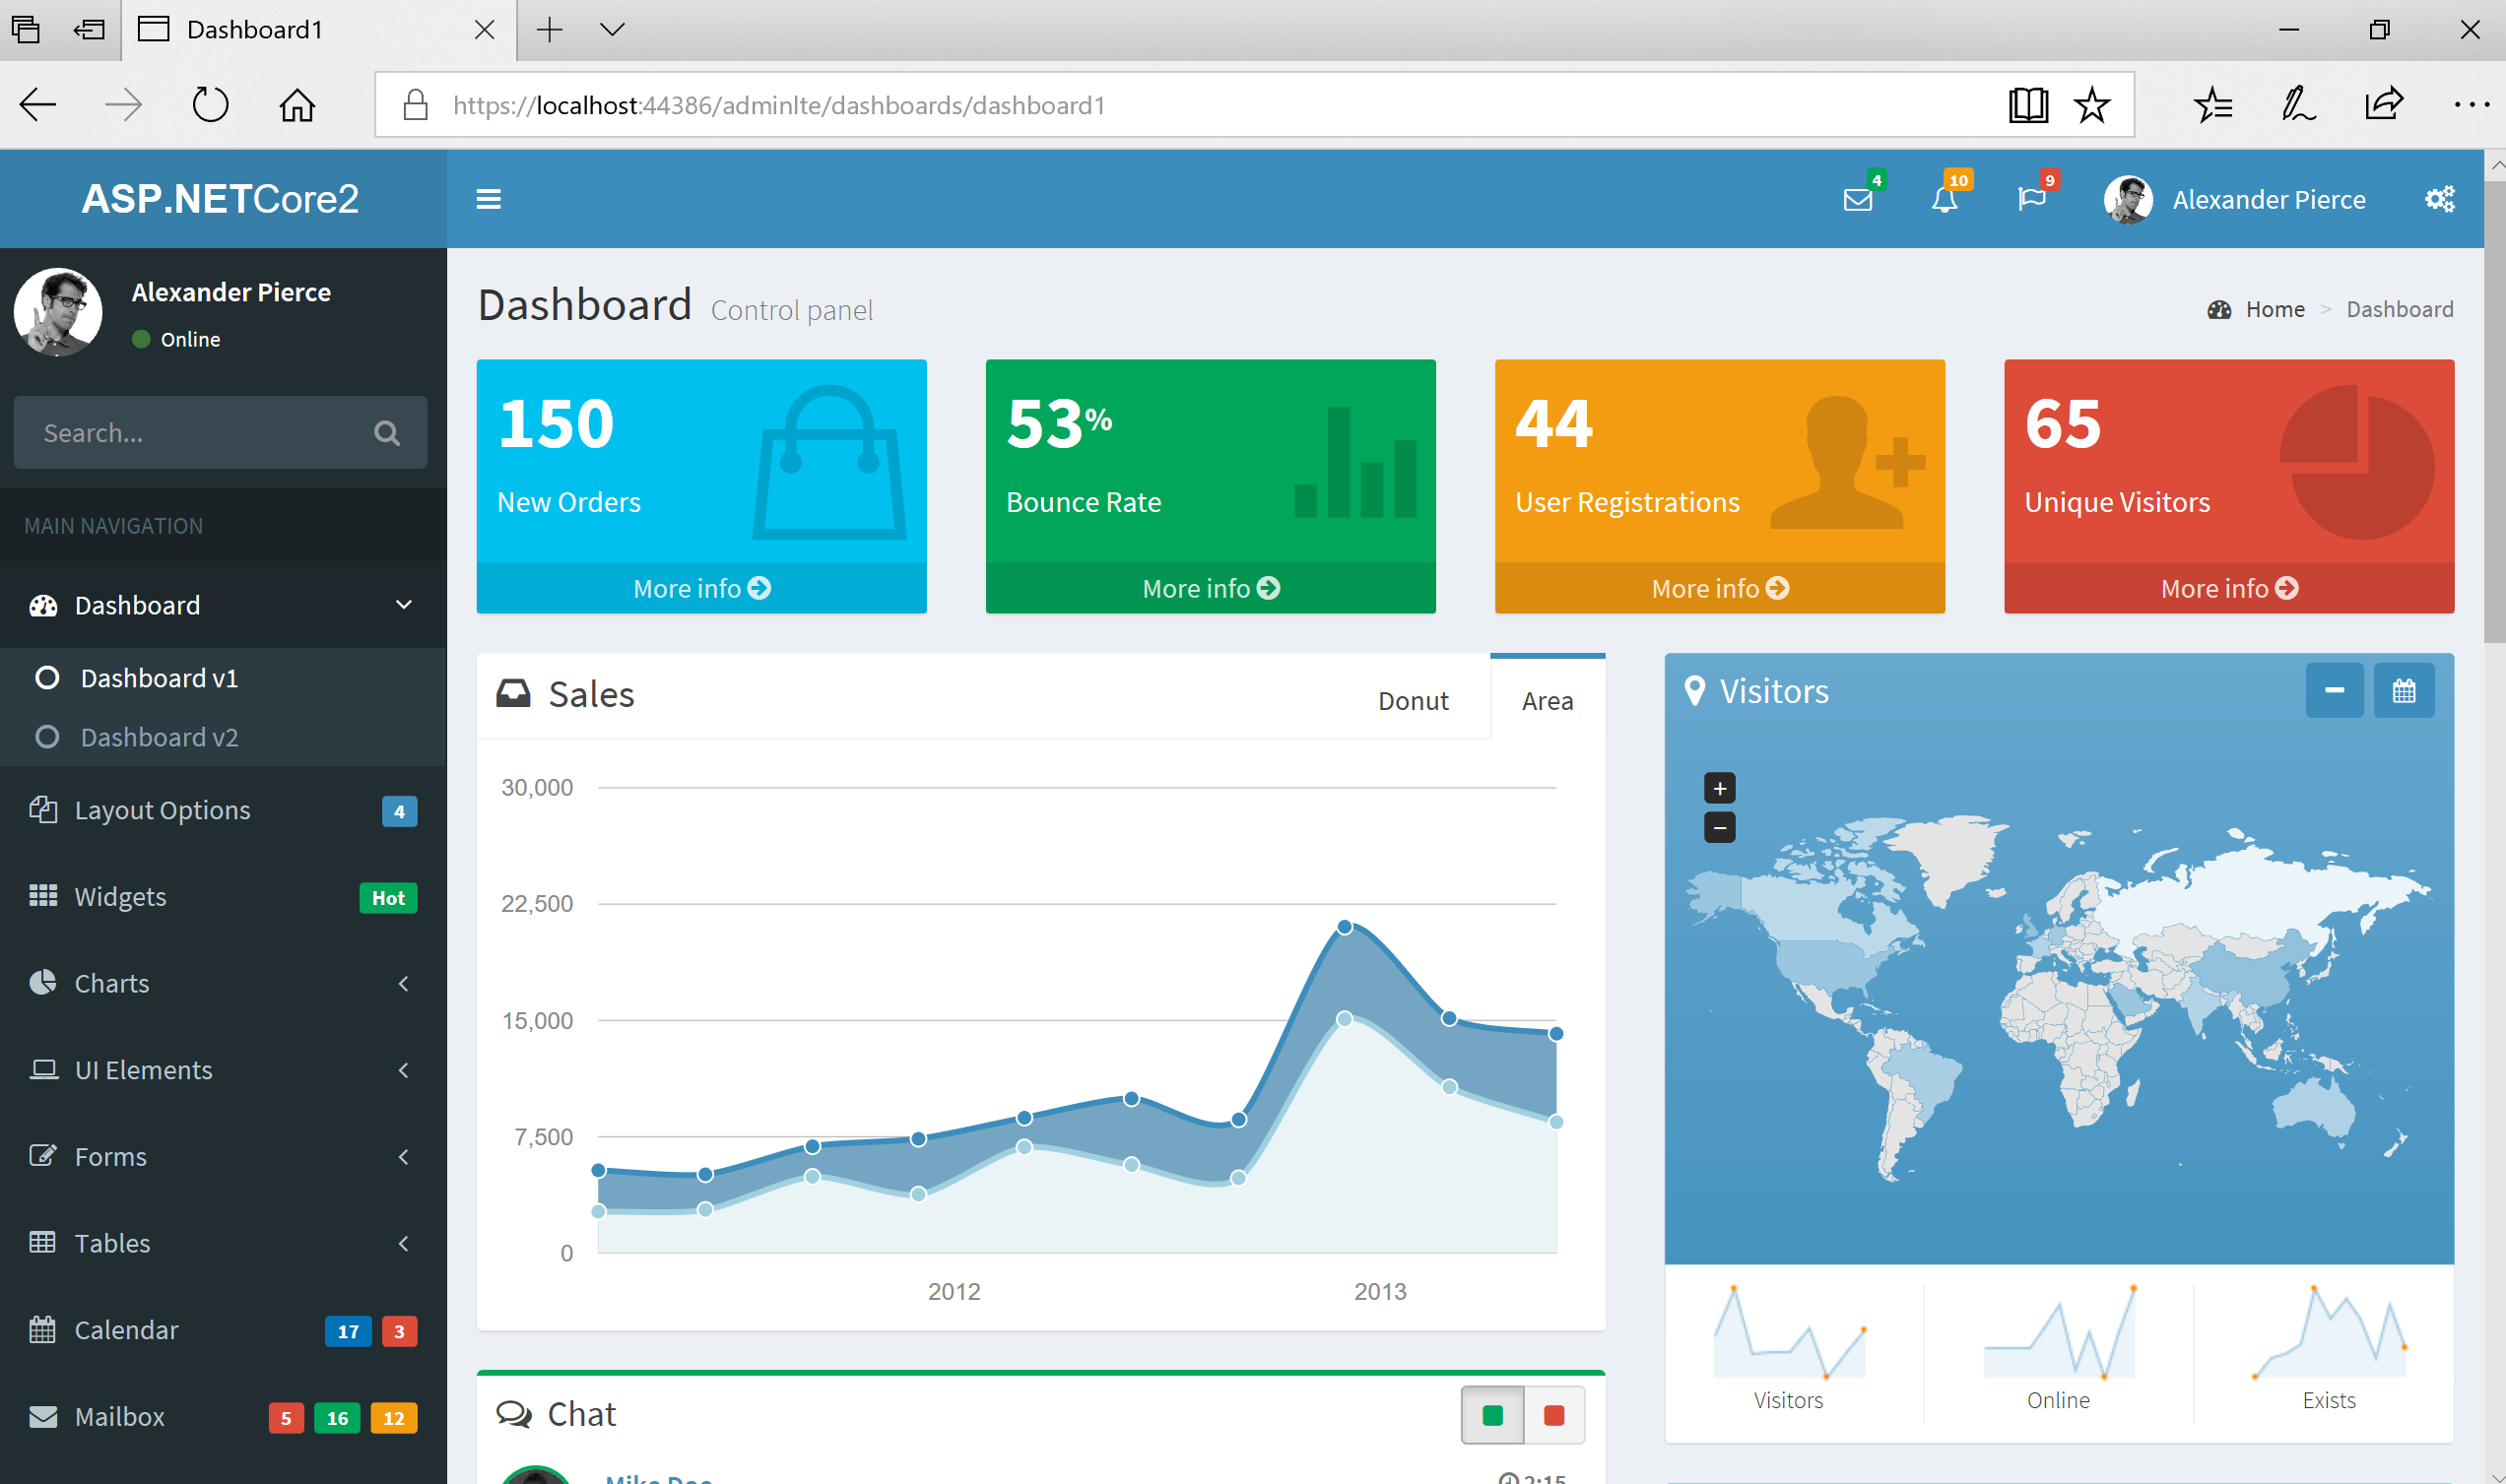 Dashboard1
https://localhost:44386/adminlte/dashboards/dashboard1
ASP.NETCore2
4
10
9
Alexander Pierce
Alexander Pierce
Online
Search...
MAIN NAVIGATION
Dashboard
Dashboard v1
Dashboard v2
Layout Options 4
Widgets Hot
Charts
UI Elements
Forms
Tables
Calendar 17 3
Mailbox 5 16 12
Dashboard Control panel
Home > Dashboard
150
New Orders
More info
53%
Bounce Rate
More info
44
User Registrations
More info
65
Unique Visitors
More info
Sales
Donut
Area
30,000
22,500
15,000
7,500
0
2012
2013
Visitors
+
−
Visitors
Online
Exists
Chat
Mike Doe
2:15